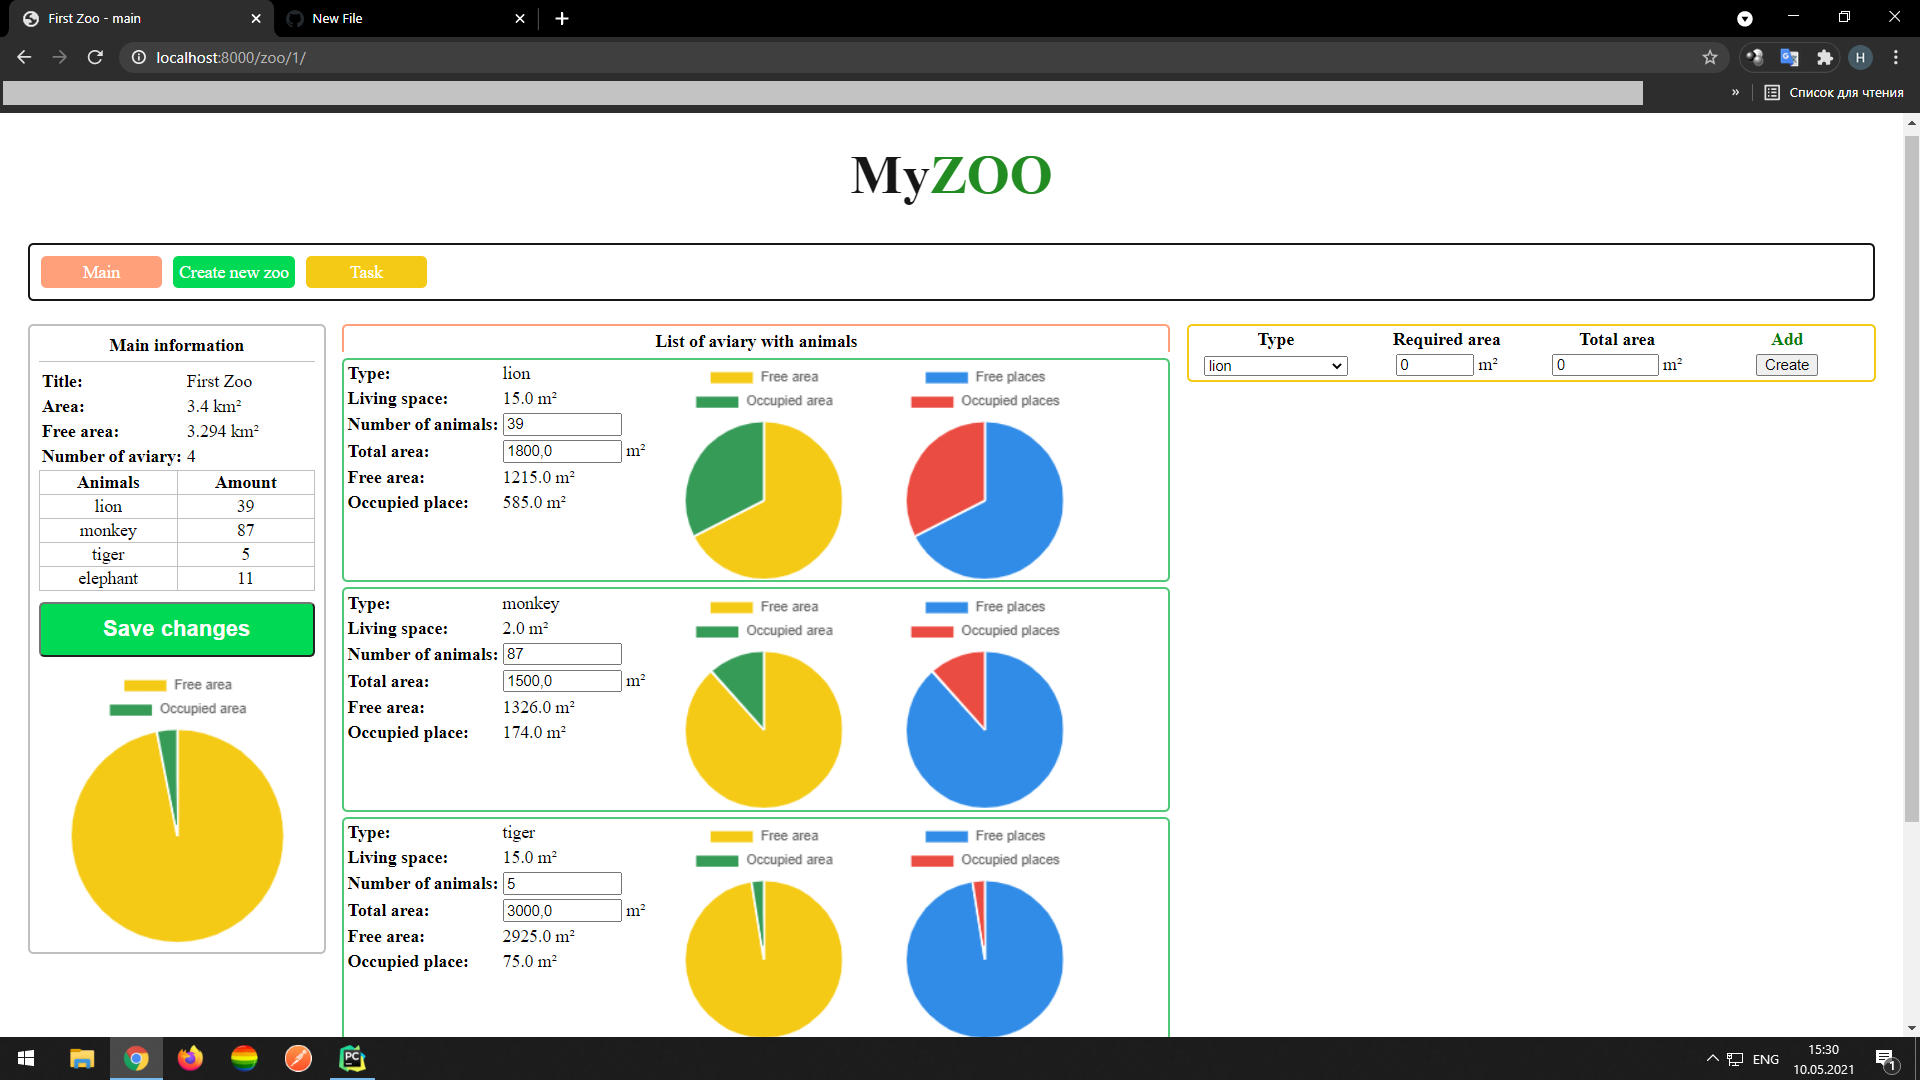 First Zoo - main
New File
localhost:8000/zoo/1/
H
» Список для чтения
MyZOO
Main Create new zoo Task
Main information
Title: First Zoo
Area: 3.4 km²
Free area: 3.294 km²
Number of aviary: 4
Animals Amount
lion 39
monkey 87
tiger 5
elephant 11
Save changes
Free area
Occupied area
List of aviary with animals
Type: lion
Living space: 15.0 m²
Number of animals: 39
Total area: 1800,0 m²
Free area: 1215.0 m²
Occupied place: 585.0 m²
Free area
Occupied area
Free places
Occupied places
Type: monkey
Living space: 2.0 m²
Number of animals: 87
Total area: 1500,0 m²
Free area: 1326.0 m²
Occupied place: 174.0 m²
Free area
Occupied area
Free places
Occupied places
Type: tiger
Living space: 15.0 m²
Number of animals: 5
Total area: 3000,0 m²
Free area: 2925.0 m²
Occupied place: 75.0 m²
Free area
Occupied area
Free places
Occupied places
Type Required area Total area Add
lion 0 m² 0 m² Create
PC
ENG
15:30
10.05.2021
1